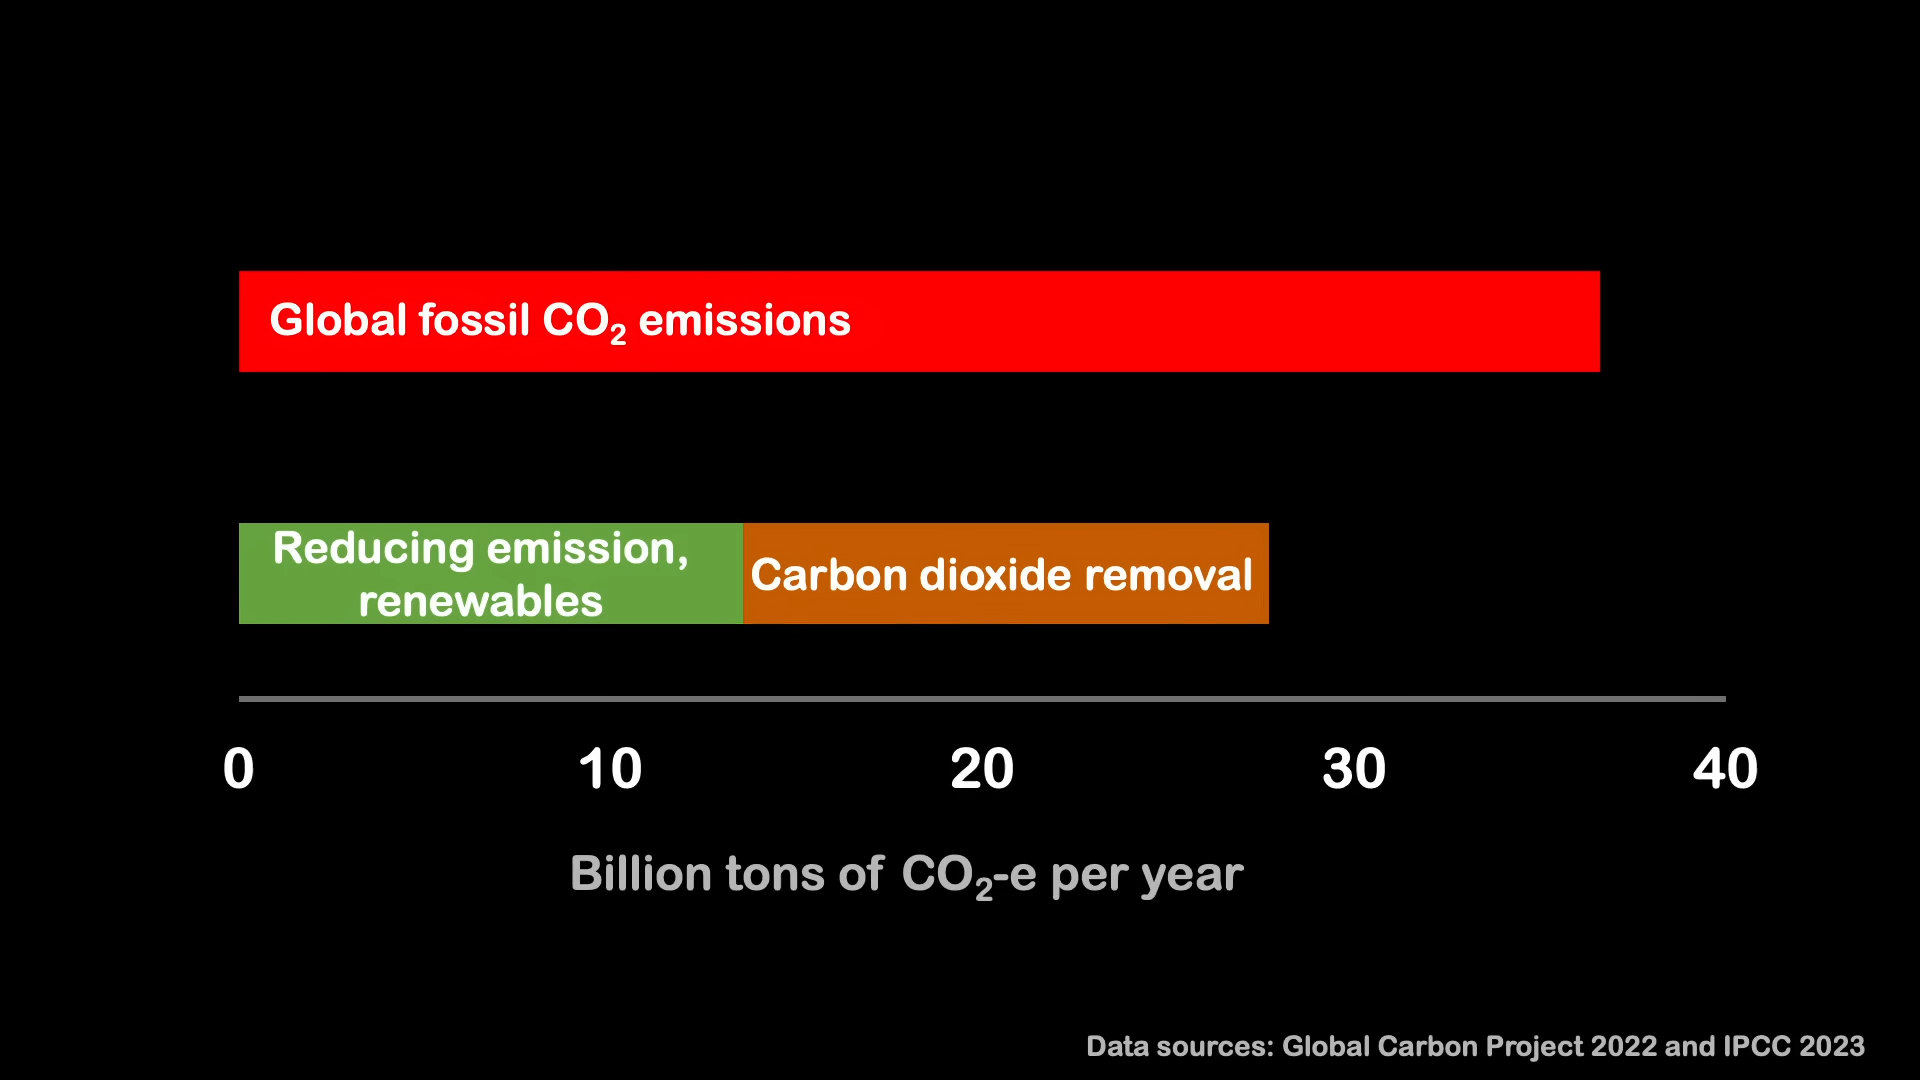 Global fossil CO₂ emissions
Reducing emission,
renewables
Carbon dioxide removal
0 10 20 30 40
Billion tons of CO₂-e per year
Data sources: Global Carbon Project 2022 and IPCC 2023